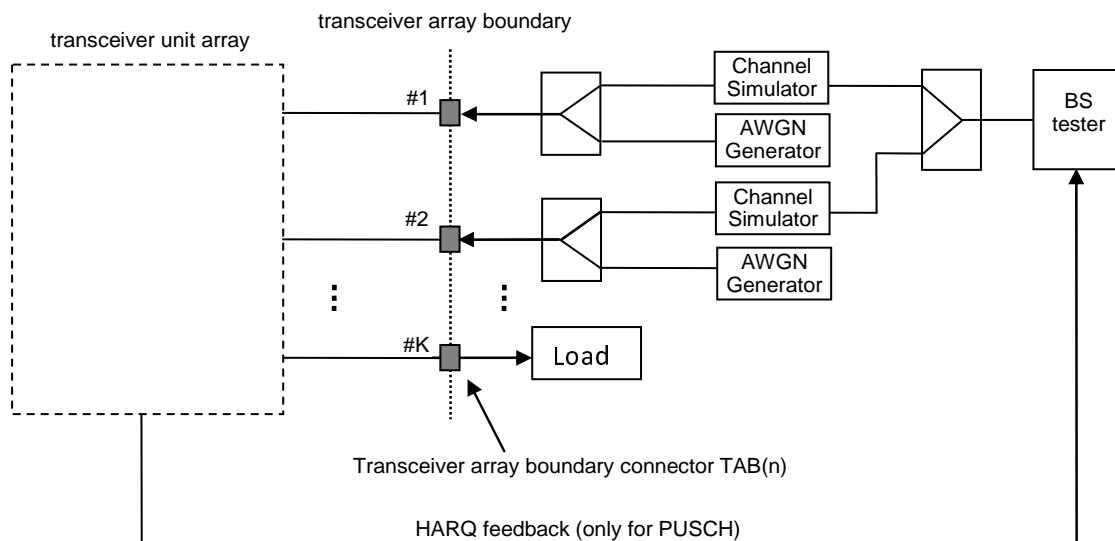 transceiver array boundary
transceiver unit array
#1
Channel
Simulator
AWGN
Generator
BS
tester
#2
Channel
Simulator
AWGN
Generator
#K
Load
Transceiver array boundary connector TAB(n)
HARQ feedback (only for PUSCH)